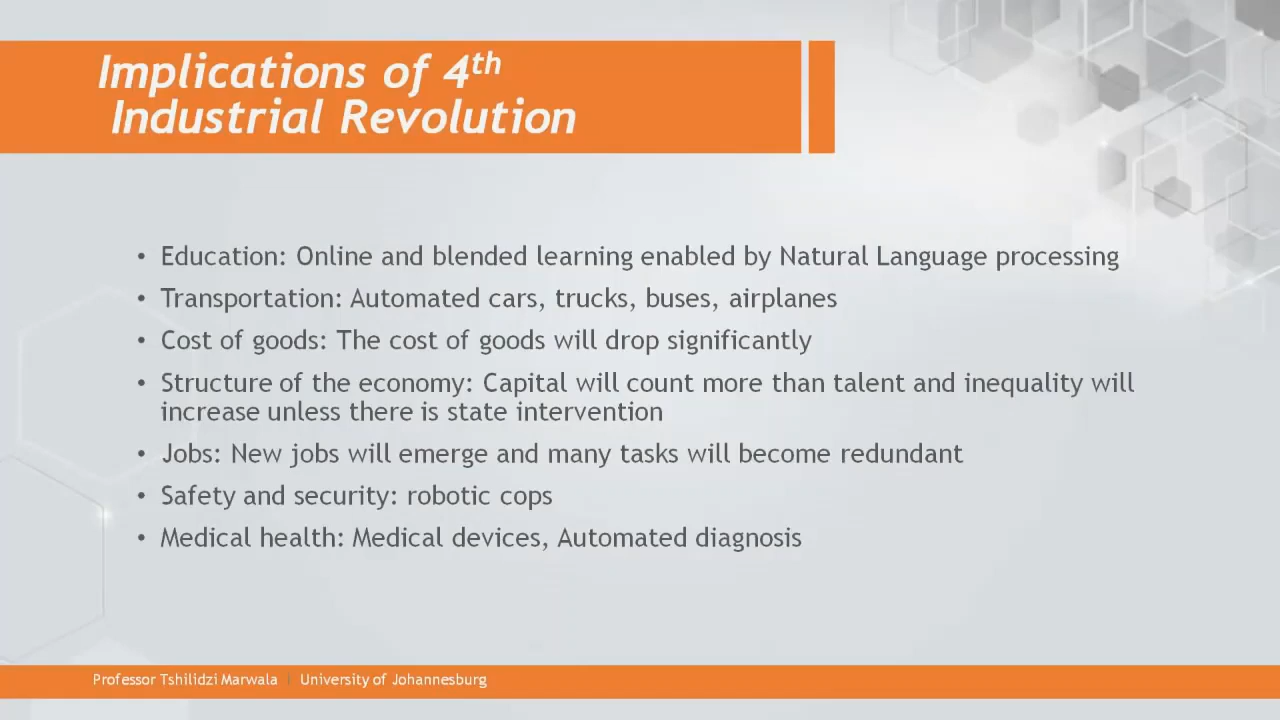 Implications of 4th
Industrial Revolution
• Education: Online and blended learning enabled by Natural Language processing
• Transportation: Automated cars, trucks, buses, airplanes
• Cost of goods: The cost of goods will drop significantly
• Structure of the economy: Capital will count more than talent and inequality will
increase unless there is state intervention
• Jobs: New jobs will emerge and many tasks will become redundant
• Safety and security: robotic cops
• Medical health: Medical devices, Automated diagnosis
Professor Tshilidzi Marwala | University of Johannesburg